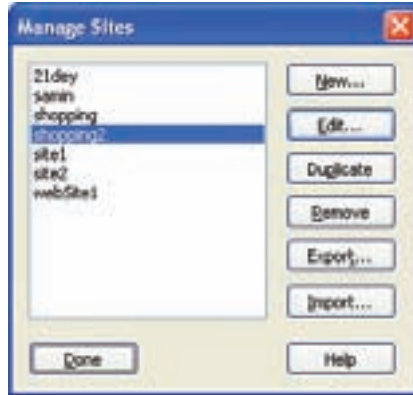 Manage Sites
21dey
samin
shopping
shopping2
site1
site2
webSite1
New...
Edit...
Duplicate
Remove
Export...
Import...
Done
Help